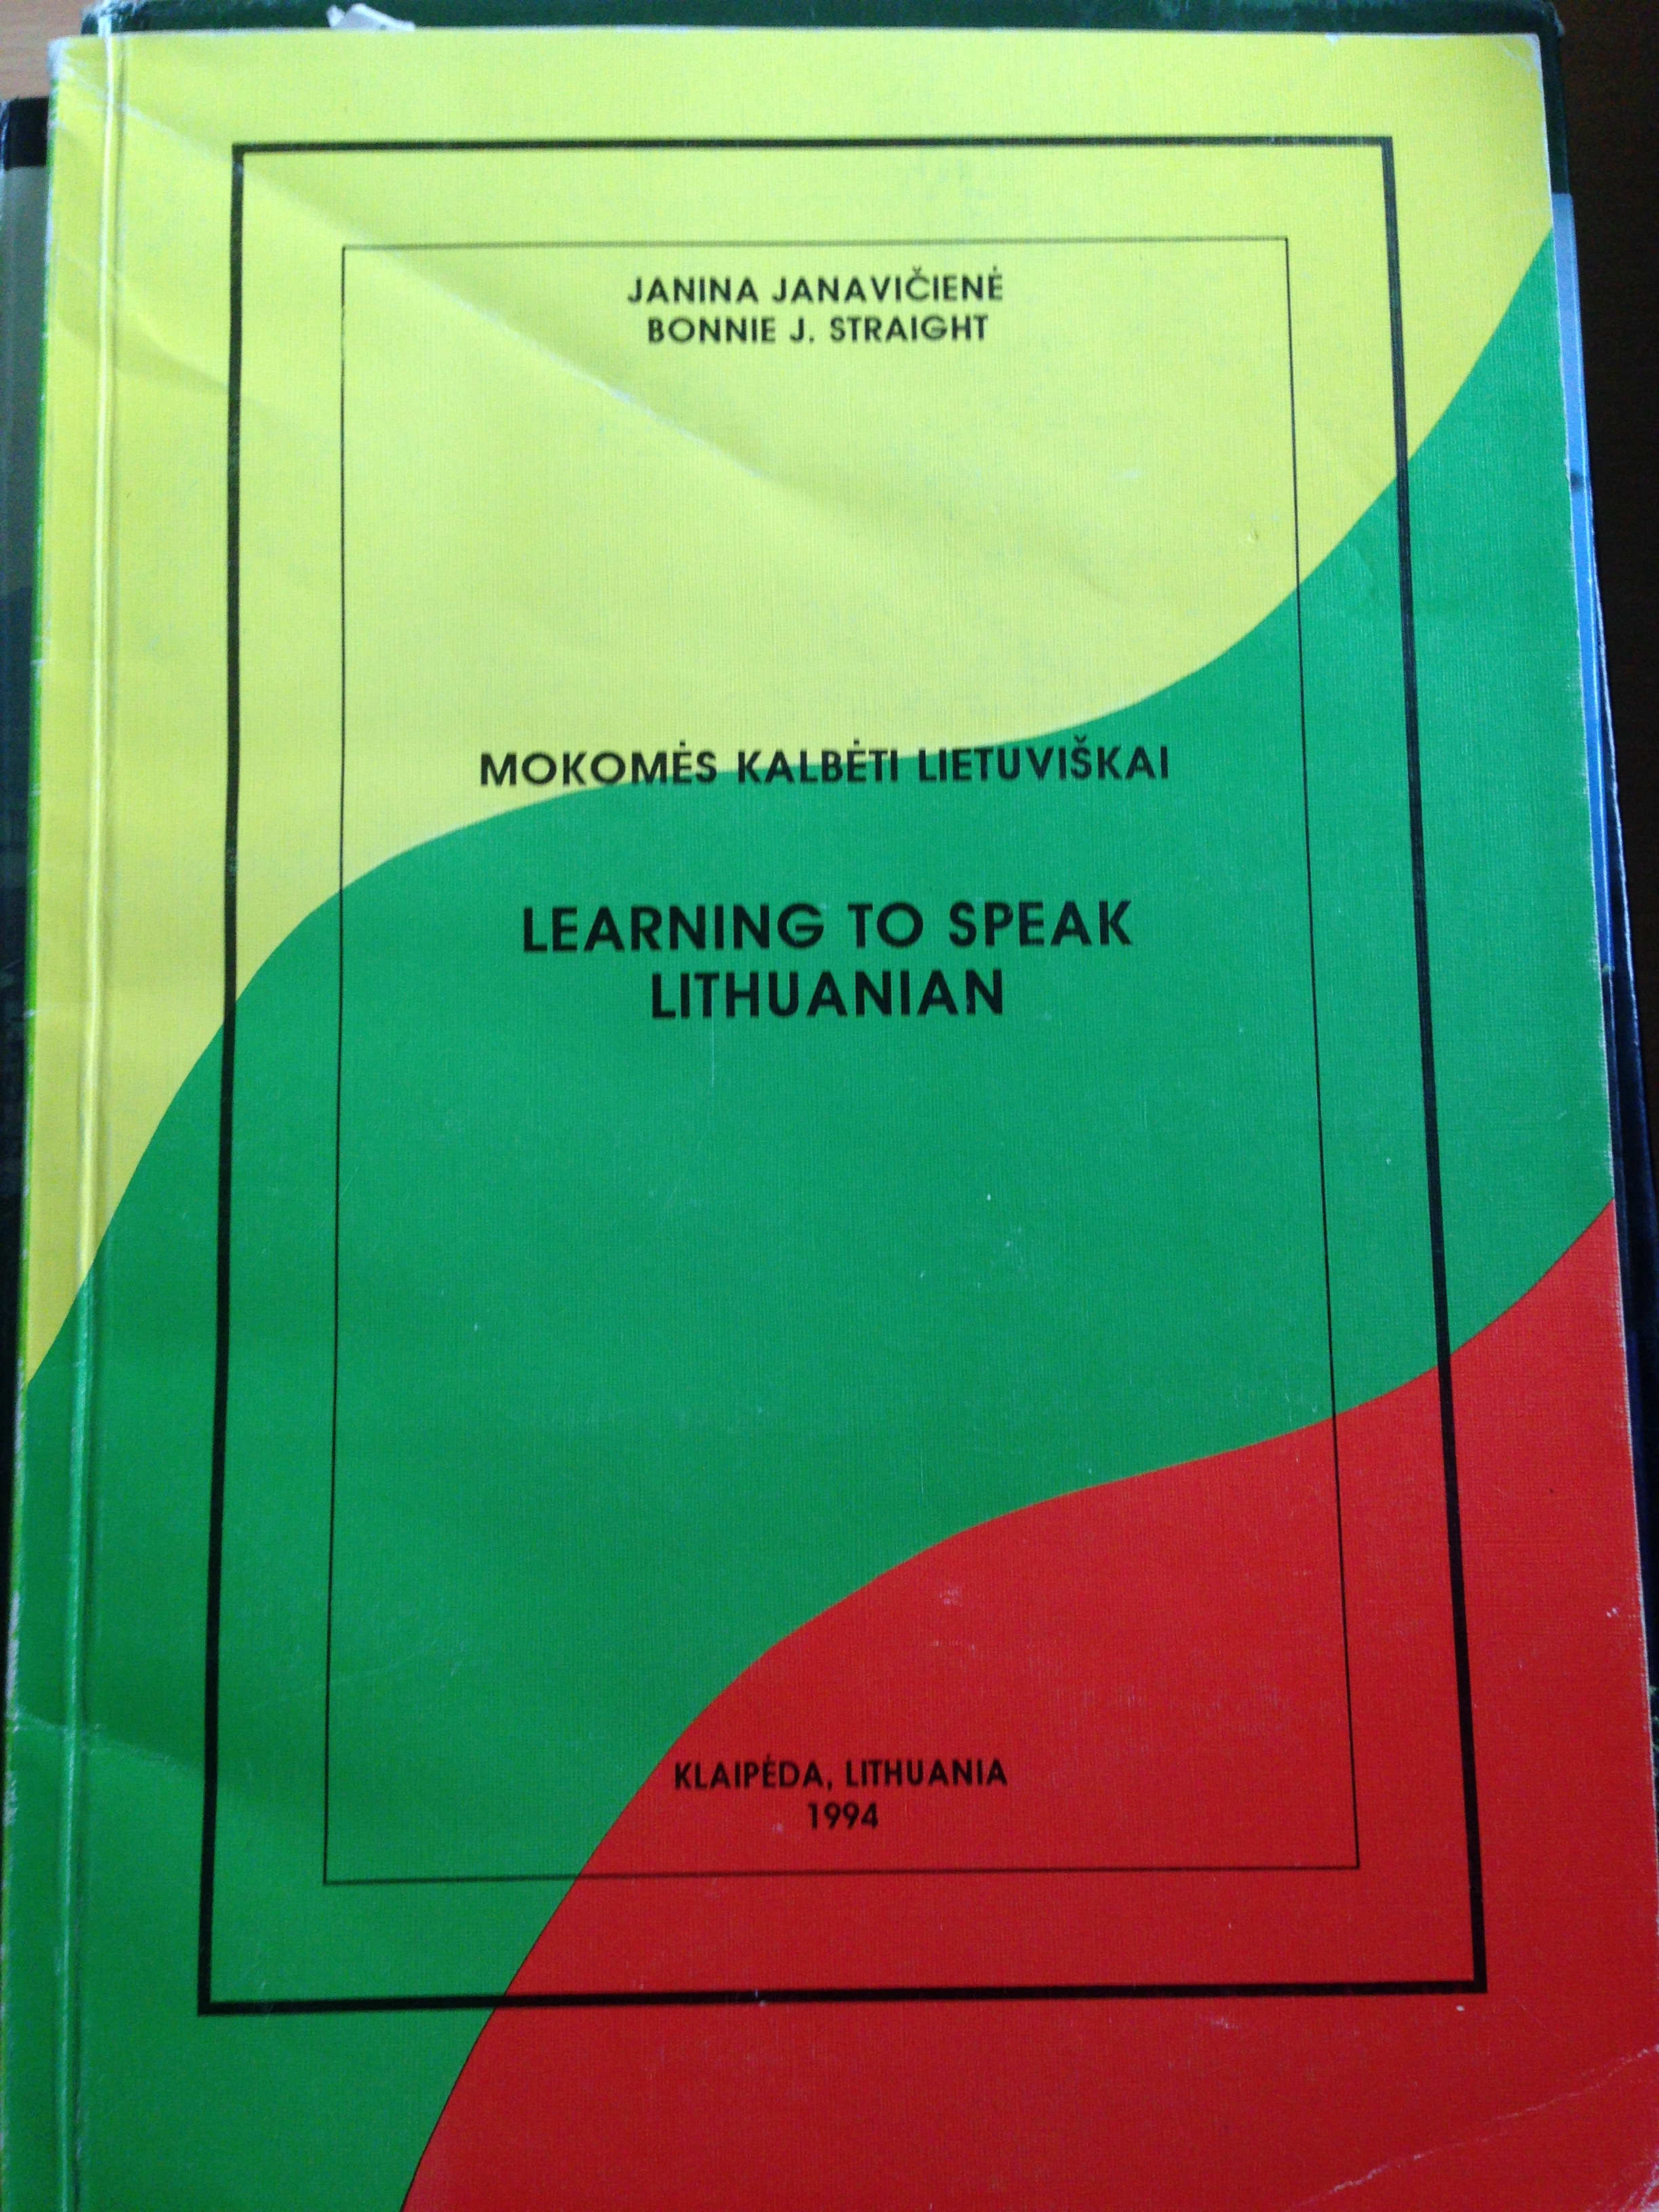 JANINA JANAVIČIENĖ
BONNIE J. STRAIGHT
MOKOMĖS KALBĖTI LIETUVIŠKAI
LEARNING TO SPEAK
LITHUANIAN
KLAIPĖDA, LITHUANIA
1994